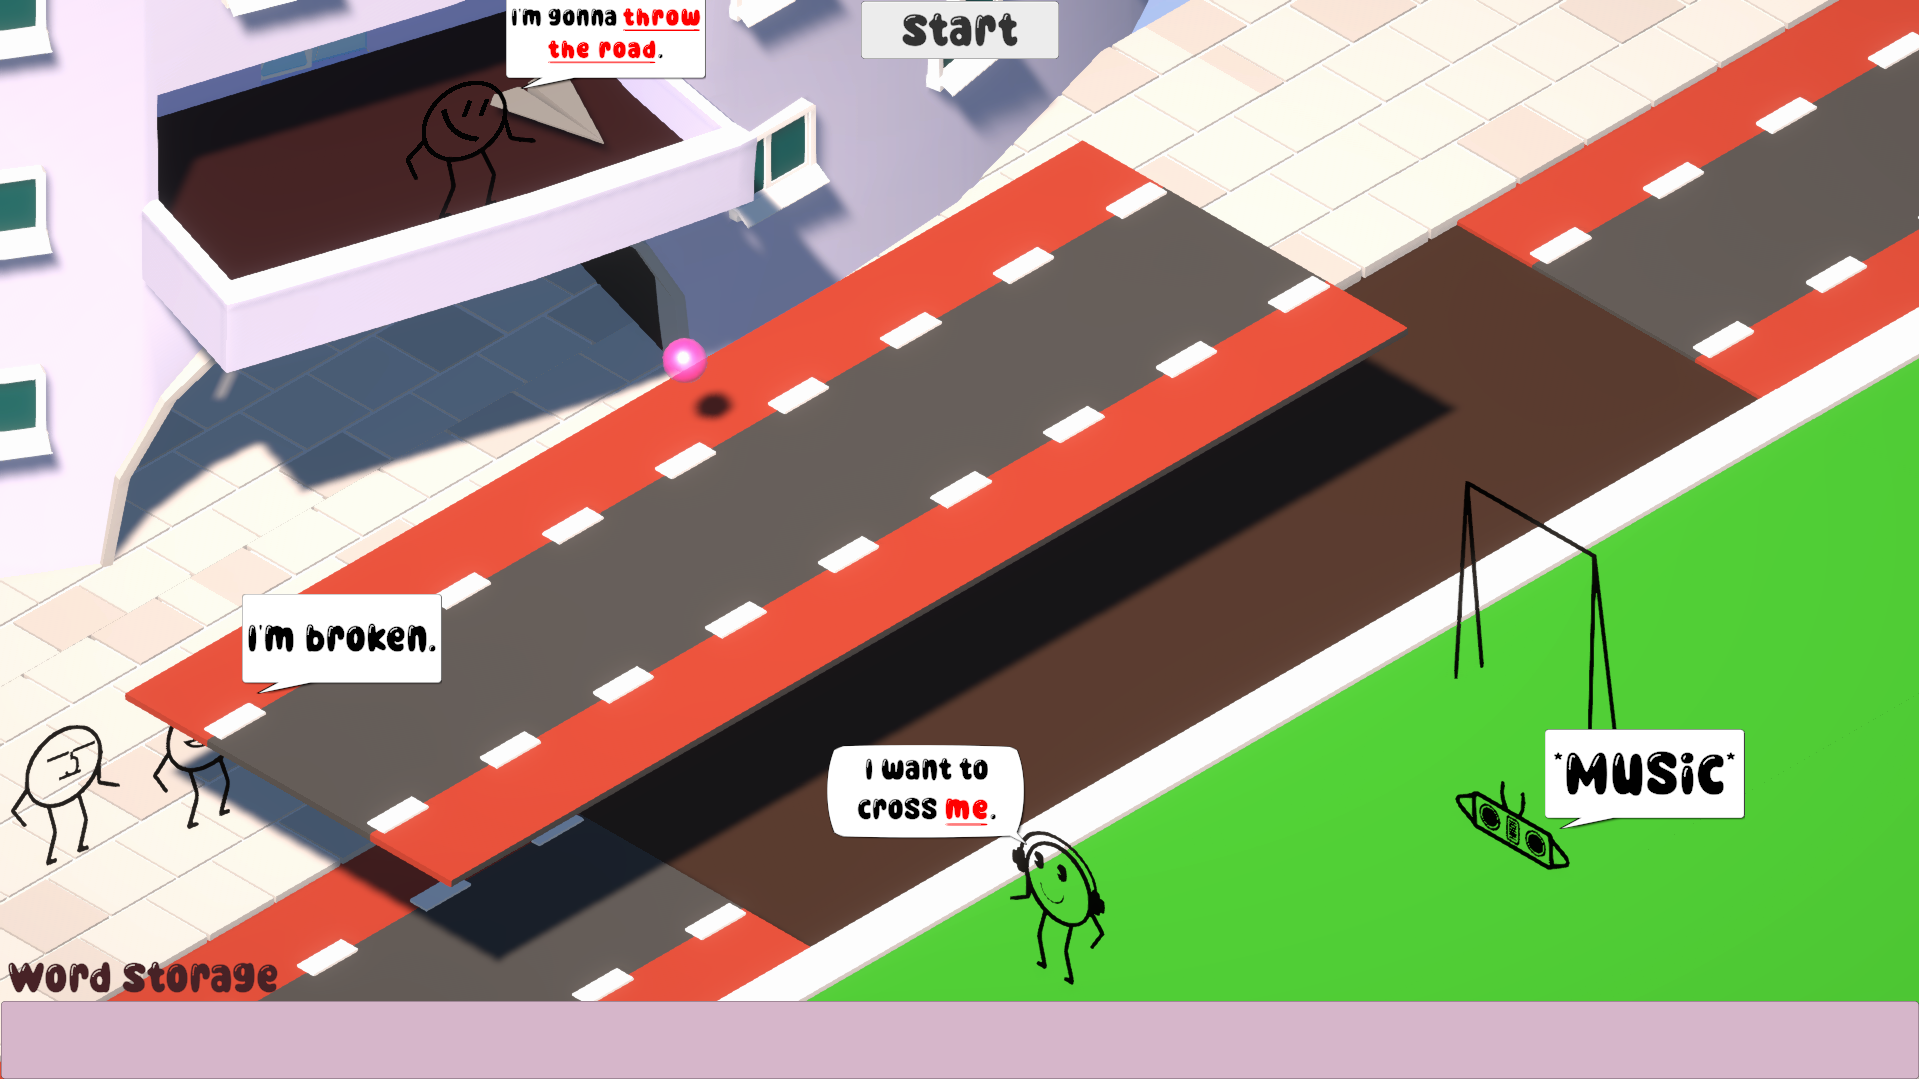 I'm gonna throw
the road.
Start
I'm broken.
I want to
cross me.
*MUSIC*
Word Storage